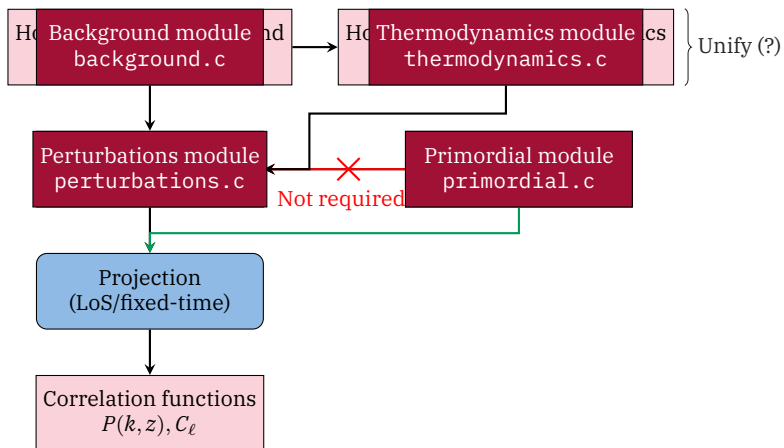 Background module
background.c
Thermodynamics module
thermodynamics.c
Unify (?)
Perturbations module
perturbations.c
Primordial module
primordial.c
Not required
Projection
(LoS/fixed-time)
Correlation functions
P(k, z), C_ℓ